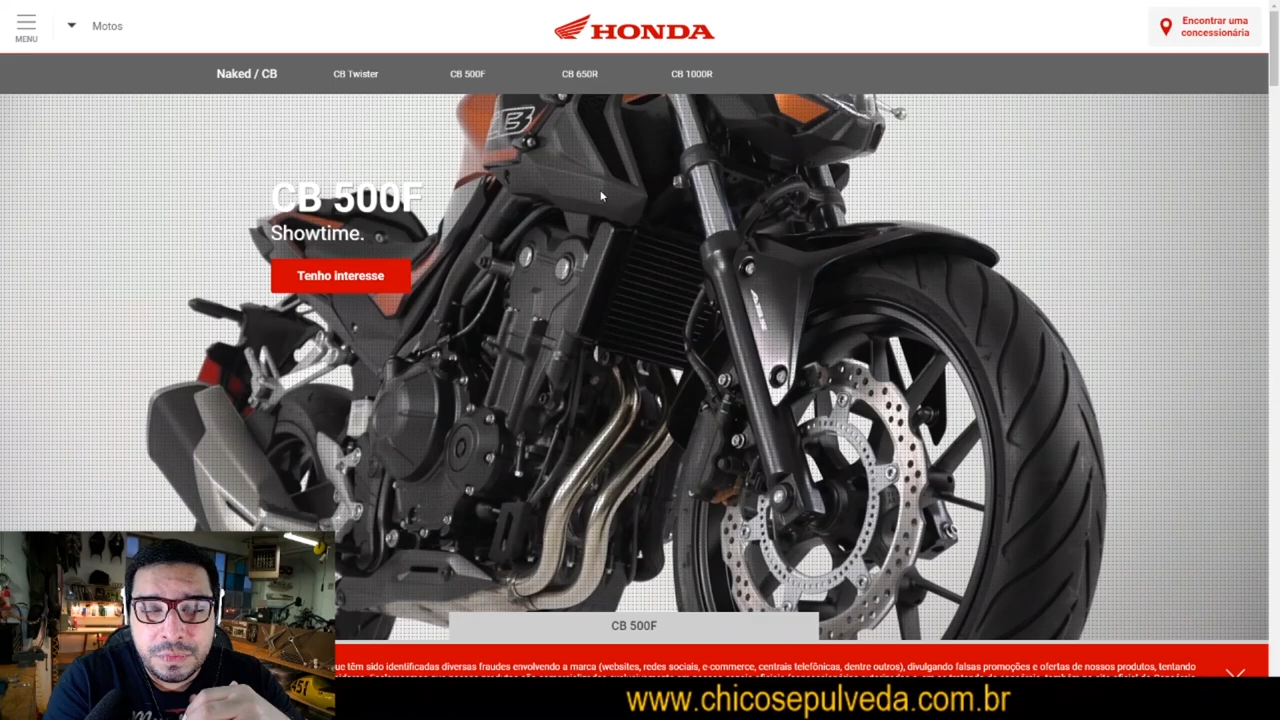 MENU
Motos
HONDA
Encontrar uma
concessionária
Naked / CB
CB Twister
CB 500F
CB 650R
CB 1000R
CB 500F
Showtime.
Tenho interesse
ABS
CB 500F
ue têm sido identificadas diversas fraudes envolvendo a marca (websites, redes sociais, e-commerce, centrais telefônicas, dentre outros), divulgando falsas promoções e ofertas de nossos produtos, tentando
www.chicosepulveda.com.br